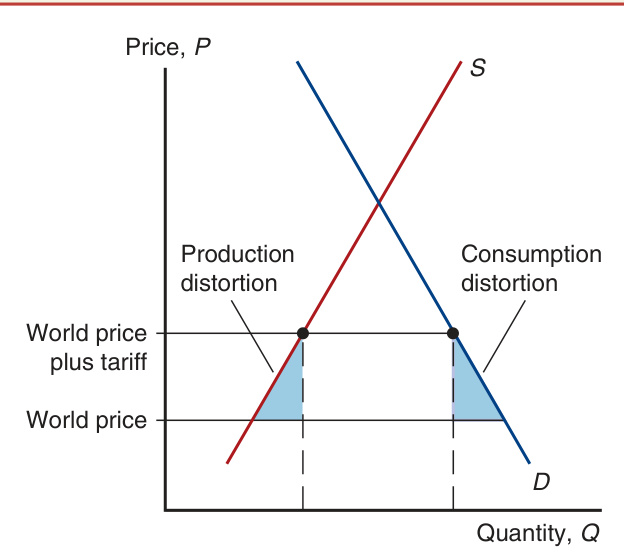 Price, P
S
Production
distortion
Consumption
distortion
World price
plus tariff
World price
D
Quantity, Q